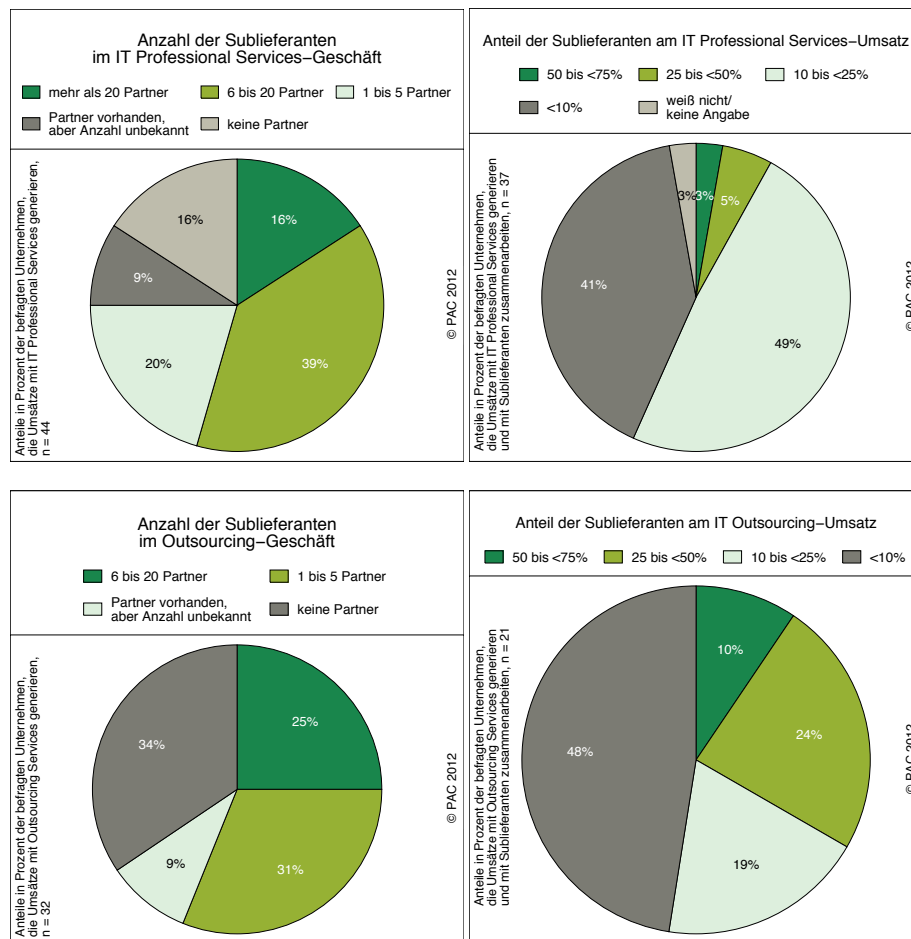 Anzahl der Sublieferanten
im IT Professional Services–Geschäft
mehr als 20 Partner
6 bis 20 Partner
1 bis 5 Partner
Partner vorhanden,
aber Anzahl unbekannt
keine Partner
Anteile in Prozent der befragten Unternehmen,
die Umsätze mit IT Professional Services generieren,
n = 44
16%
16%
9%
20%
39%
© PAC 2012
Anteil der Sublieferanten am IT Professional Services–Umsatz
50 bis <75%
25 bis <50%
10 bis <25%
<10%
weiß nicht/
keine Angabe
Anteile in Prozent der befragten Unternehmen,
die Umsätze mit IT Professional Services generieren
und mit Sublieferanten zusammenarbeiten, n = 37
3%
3%
5%
41%
49%
© PAC 2012
Anzahl der Sublieferanten
im Outsourcing–Geschäft
6 bis 20 Partner
1 bis 5 Partner
Partner vorhanden,
aber Anzahl unbekannt
keine Partner
Anteile in Prozent der befragten Unternehmen,
die Umsätze mit Outsourcing Services generieren,
n = 32
25%
34%
9%
31%
© PAC 2012
Anteil der Sublieferanten am IT Outsourcing–Umsatz
50 bis <75%
25 bis <50%
10 bis <25%
<10%
Anteile in Prozent der befragten Unternehmen,
die Umsätze mit Outsourcing Services generieren
und mit Sublieferanten zusammenarbeiten, n = 21
10%
24%
48%
19%
© PAC 2012